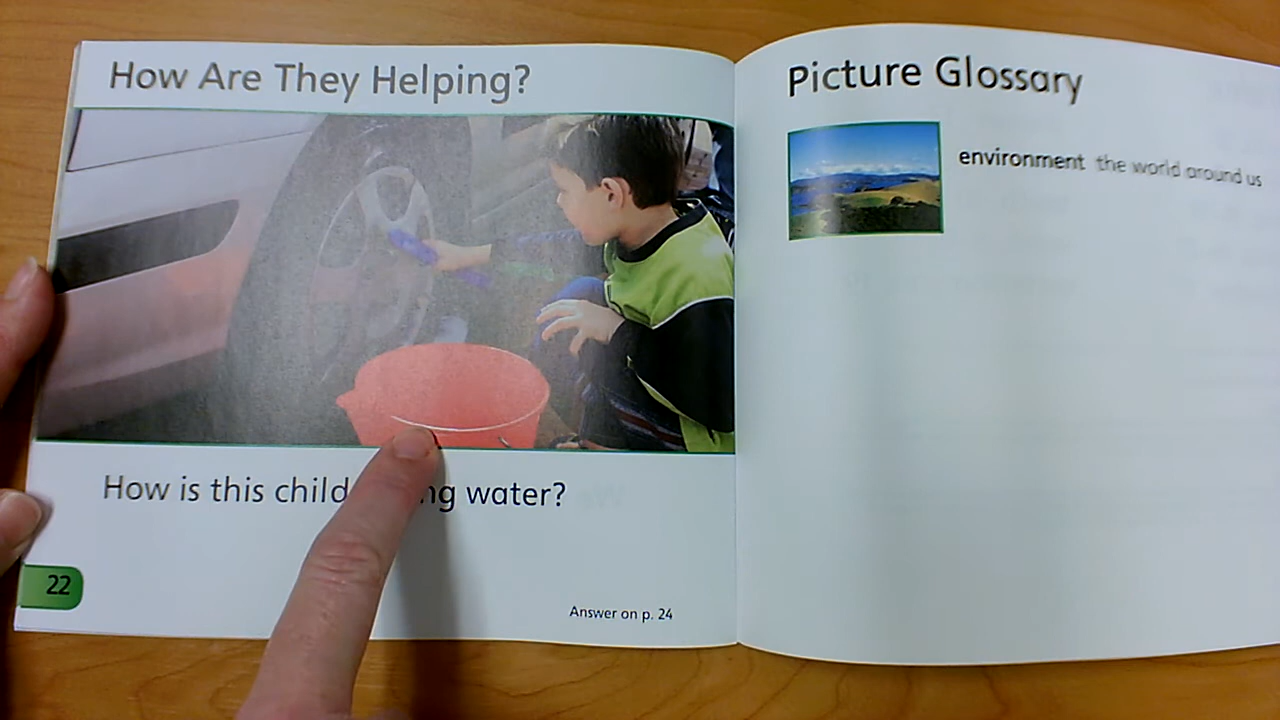 How Are They Helping?
How is this child water?
22
Answer on p. 24
Picture Glossary
environment the world around us